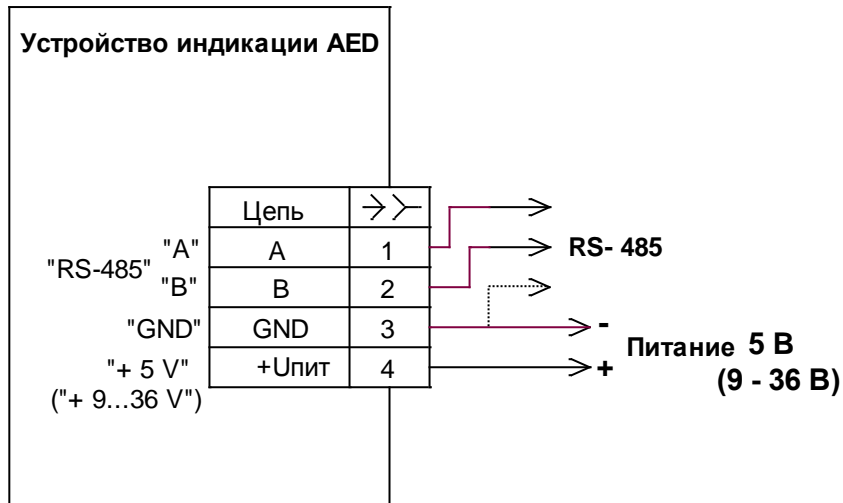 Устройство индикации AED
Цепь
"RS-485"
"A" A 1
"B" B 2
RS- 485
"GND" GND 3 -
"+ 5 V" +Uпит 4 +
("+ 9...36 V")
Питание 5 В
(9 - 36 В)